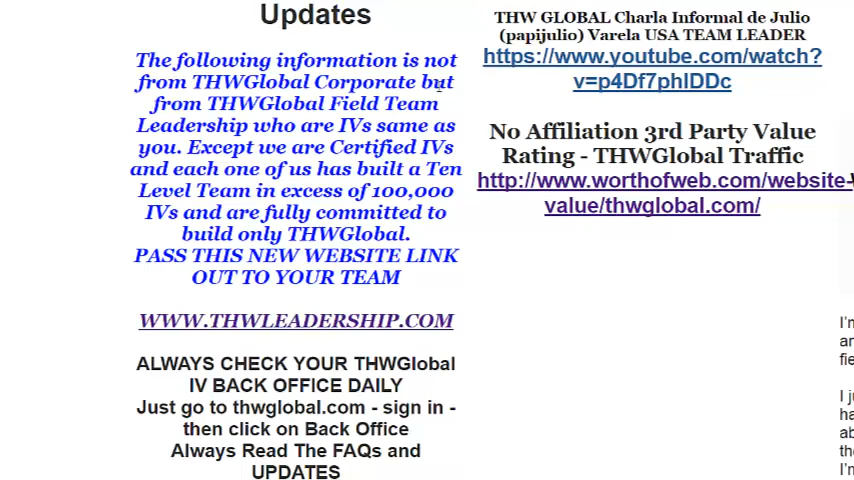 Updates
The following information is not
from THWGlobal Corporate but
from THWGlobal Field Team
Leadership who are IVs same as
you. Except we are Certified IVs
and each one of us has built a Ten
Level Team in excess of 100,000
IVs and are fully committed to
build only THWGlobal.
PASS THIS NEW WEBSITE LINK
OUT TO YOUR TEAM
WWW.THWLEADERSHIP.COM
ALWAYS CHECK YOUR THWGlobal
IV BACK OFFICE DAILY
Just go to thwglobal.com - sign in -
then click on Back Office
Always Read The FAQs and
UPDATES
THW GLOBAL Charla Informal de Julio
(papijulio) Varela USA TEAM LEADER
https://www.youtube.com/watch?
v=p4Df7phlDDc
No Affiliation 3rd Party Value
Rating - THWGlobal Traffic
http://www.worthofweb.com/website-
value/thwglobal.com/
I'm
I